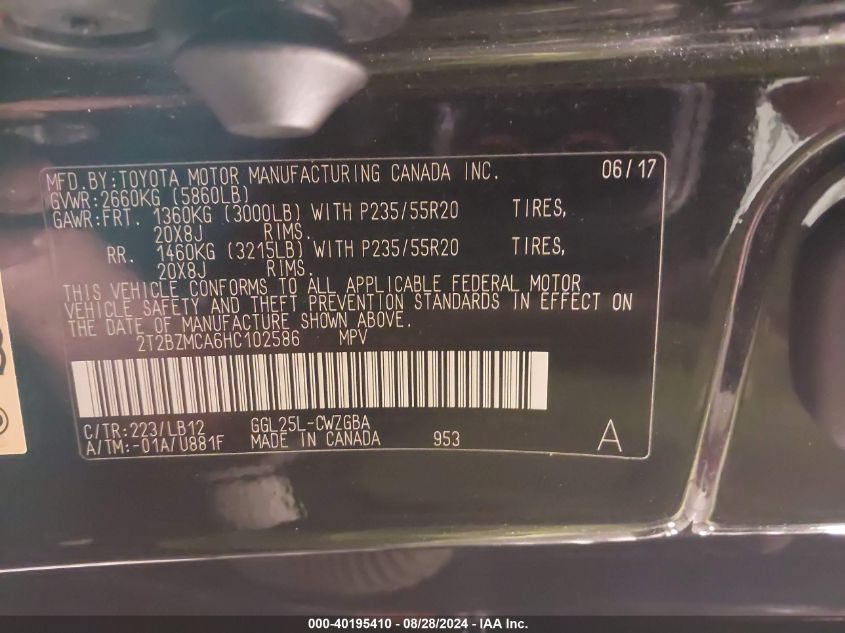 MFD.BY:TOYOTA MOTOR MANUFACTURING CANADA INC. 06/17
GVWR:2660KG (5860LB)
GAWR:FRT. 1360KG (3000LB) WITH P235/55R20 TIRES,
20X8J RIMS.
RR. 1460KG (3215LB) WITH P235/55R20 TIRES,
20X8J RIMS.
THIS VEHICLE CONFORMS TO ALL APPLICABLE FEDERAL MOTOR
VEHICLE SAFETY AND THEFT PREVENTION STANDARDS IN EFFECT ON
THE DATE OF MANUFACTURE SHOWN ABOVE.
2T2BZMCA6HC102586 MPV
C/TR:223/LB12 GGL25L-CWZGBA
A/TM:-01A/U881F MADE IN CANADA 953 A
000-40195410 - 08/28/2024 - IAA Inc.